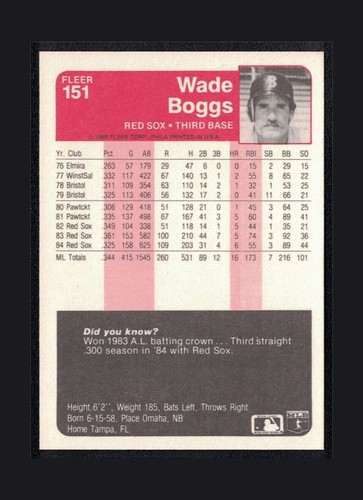 FLEER
151
Wade
Boggs
RED SOX • THIRD BASE
© 1985 FLEER CORP., PHILA. PRINTED IN U.S.A.
Yr. Club Pct. G AB R H 2B 3B HR RBI SB BB SO
76 Elmira .263 57 179 29 47 6 0 0 15 2 29 15
77 WinstSal .332 117 422 67 140 13 1 2 55 8 65 22
78 Bristol .311 109 354 63 110 14 2 1 32 1 53 25
79 Bristol .325 113 406 56 132 17 2 0 41 11 66 21
80 Pawtckt .306 129 418 51 128 21 0 1 45 3 64 25
81 Pawtckt .335 137 498 67 167 41 3 5 60 4 89 41
82 Red Sox .349 104 338 51 118 14 1 5 44 1 35 21
83 Red Sox .361 153 582 100 210 44 7 5 74 3 92 36
84 Red Sox .325 158 625 109 203 31 4 6 55 3 89 44
ML Totals .344 415 1545 260 531 89 12 16 173 7 216 101
Did you know?
Won 1983 A.L. batting crown . . . Third straight
.300 season in '84 with Red Sox.
Height 6'2'', Weight 185, Bats Left, Throws Right
Born 6-15-58, Place Omaha, NB
Home Tampa, FL